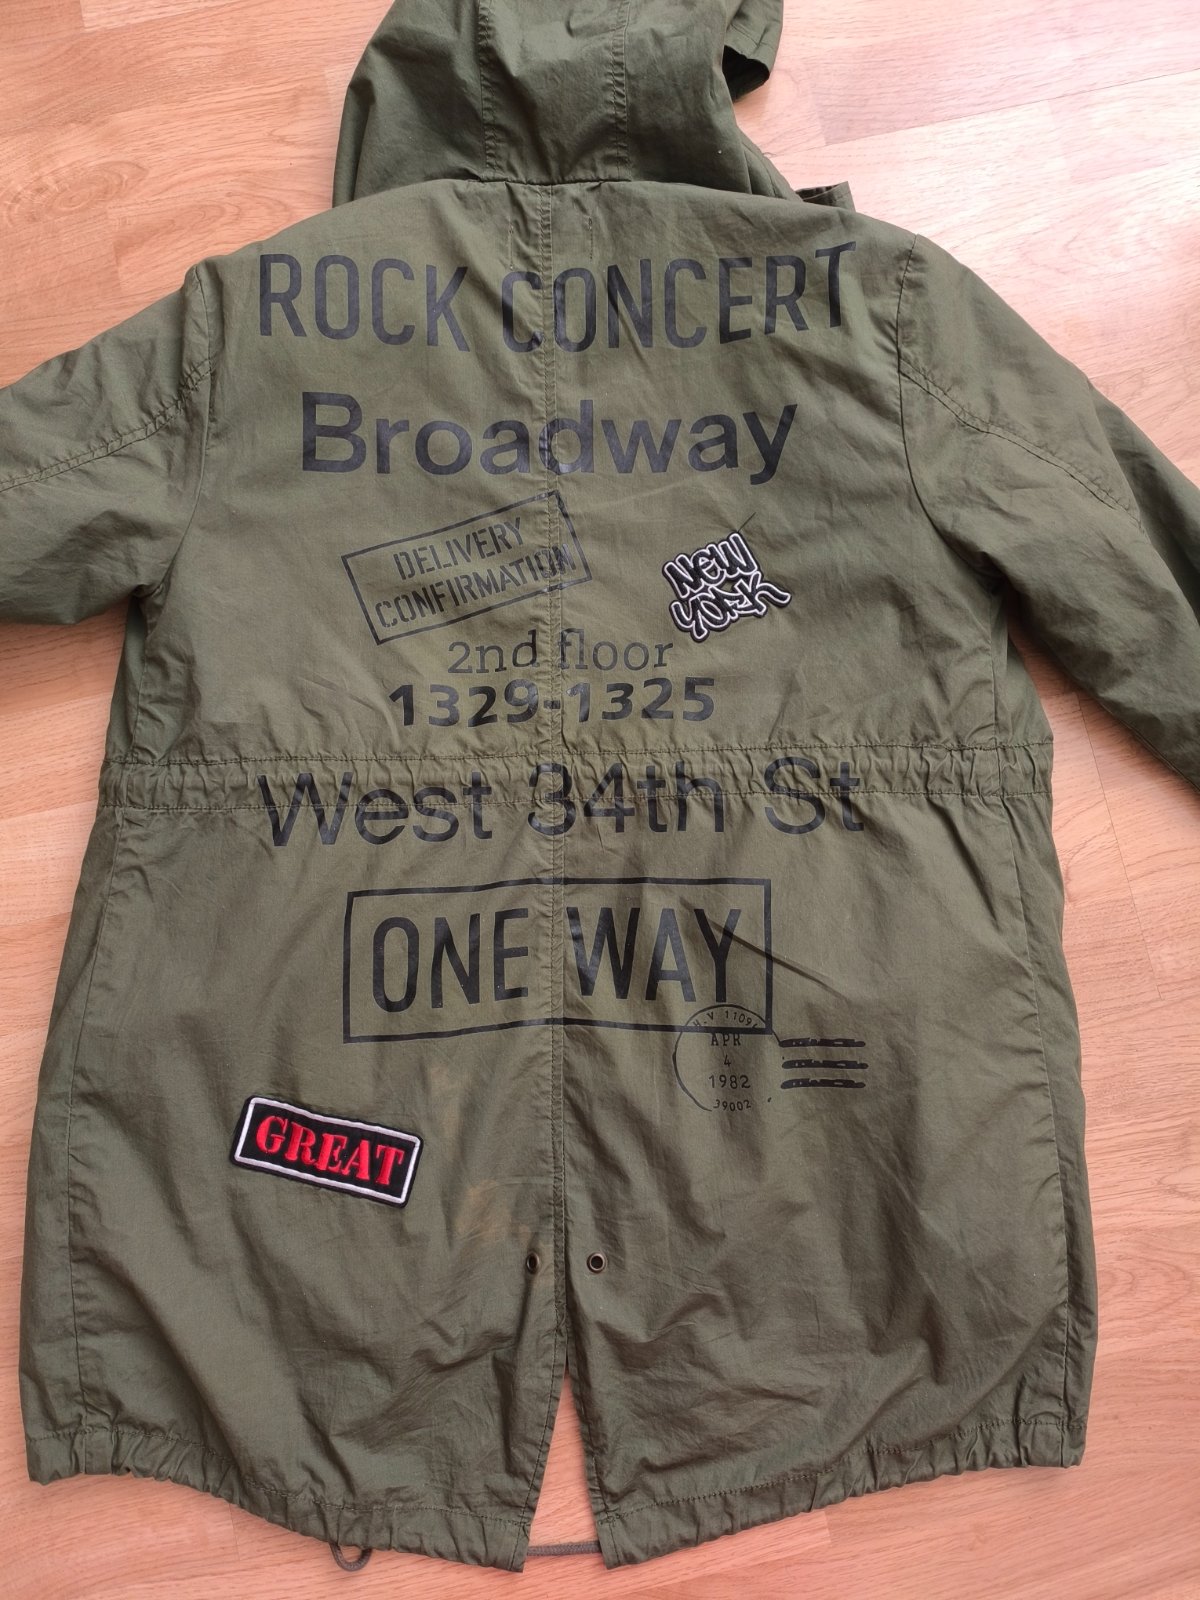 ROCK CONCERT
Broadway
DELIVERY
CONFIRMATION
NEW
YORK
2nd floor
1329-1325
West 34th St
ONE WAY
APR
4
1982
39002
GREAT